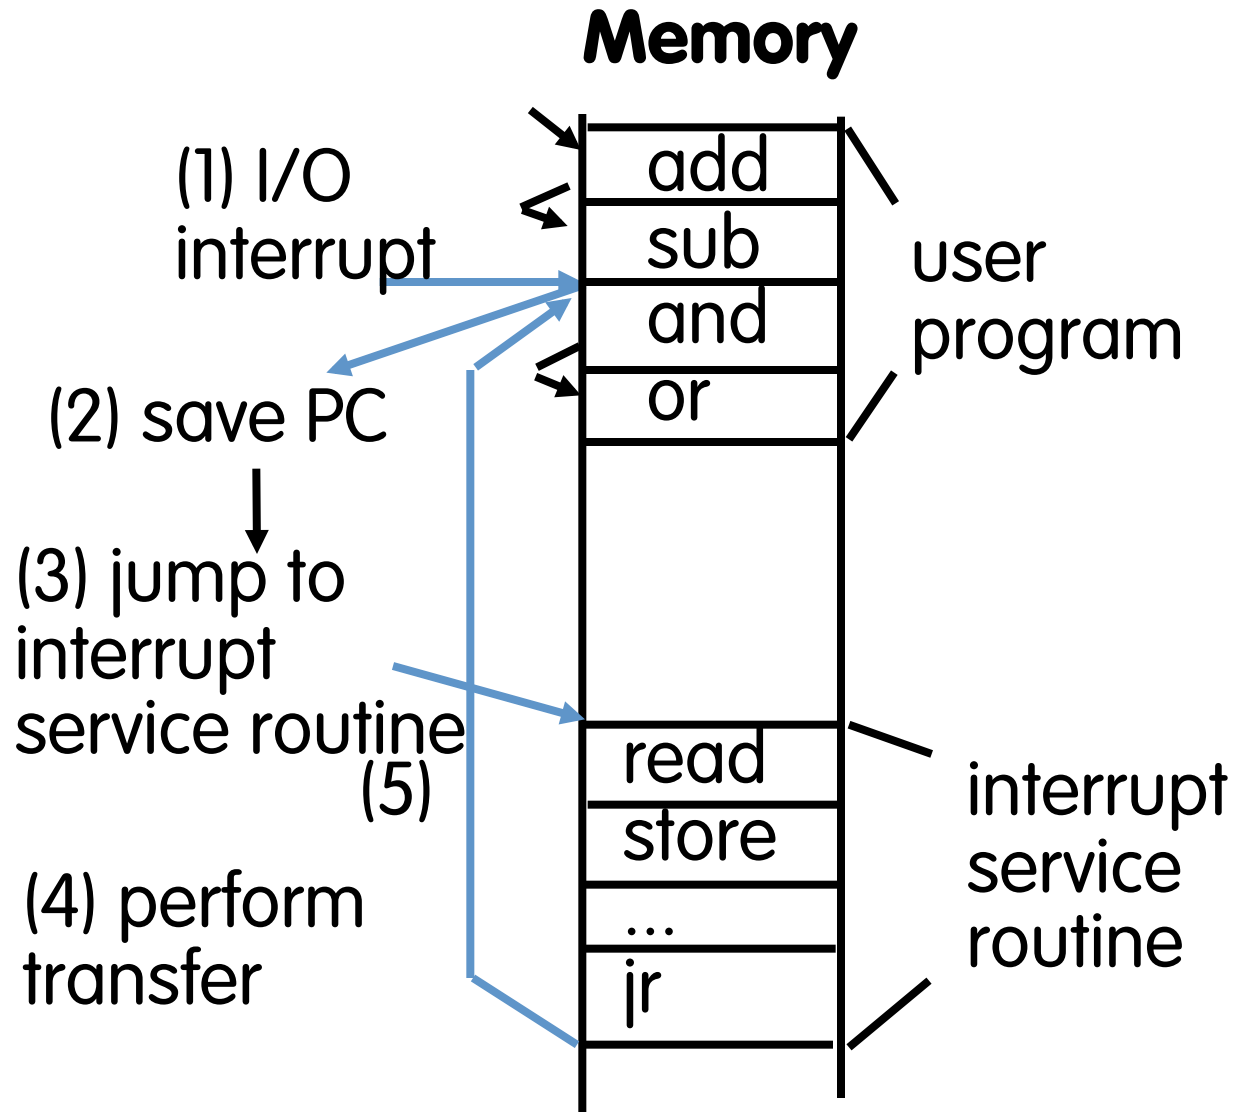 Memory
(1) I/O
interrupt
add
sub
and
or
user
program
(2) save PC
(3) jump to
interrupt
service routine
(5)
(4) perform
transfer
read
store
...
jr
interrupt
service
routine